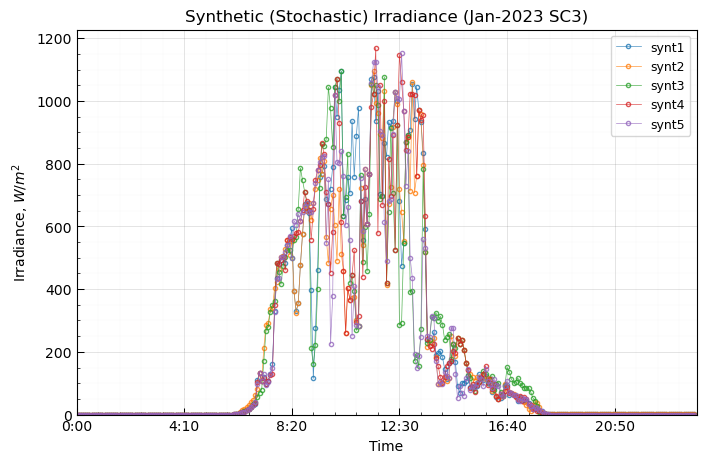 Synthetic (Stochastic) Irradiance (Jan-2023 SC3)
Irradiance, W/m²
1200
1000
800
600
400
200
0
0:00 4:10 8:20 12:30 16:40 20:50
Time
synt1
synt2
synt3
synt4
synt5